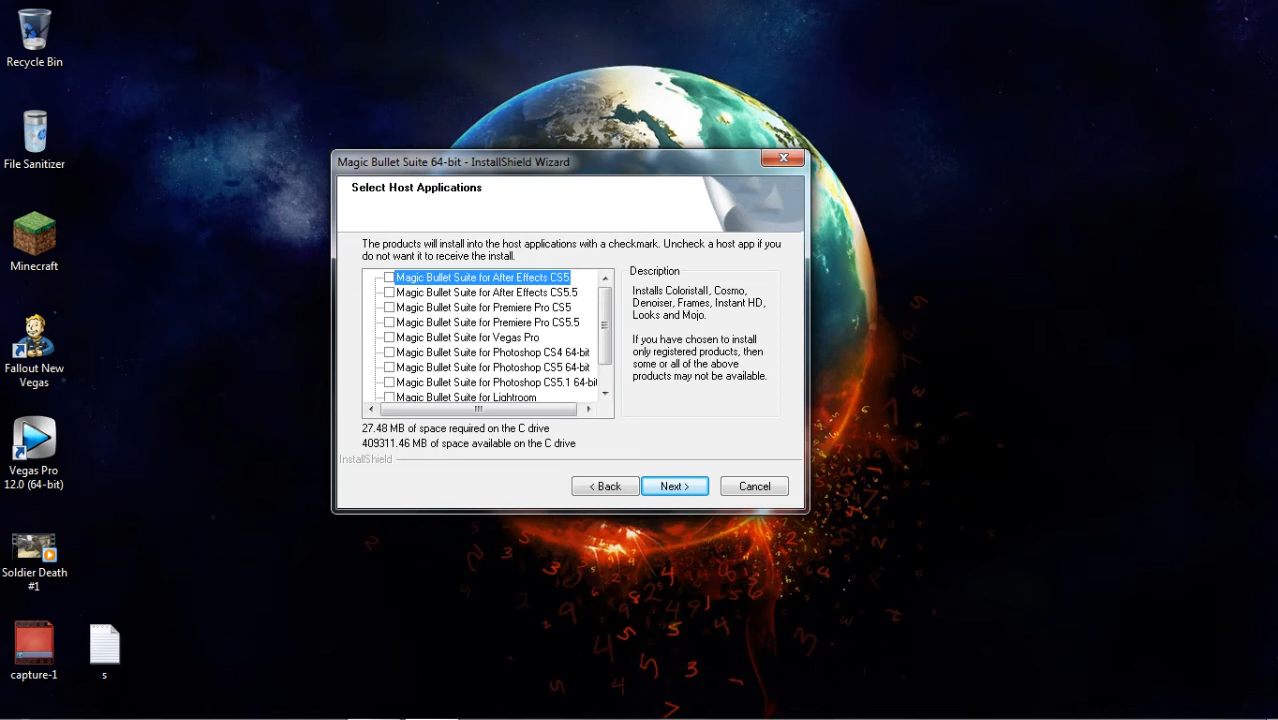 Recycle Bin
File Sanitizer
Minecraft
Fallout New
Vegas
Vegas Pro
12.0 (64-bit)
Soldier Death
#1
capture-1
s
Magic Bullet Suite 64-bit - InstallShield Wizard
Select Host Applications
The products will install into the host applications with a checkmark. Uncheck a host app if you
do not want it to receive the install.
Magic Bullet Suite for After Effects CS5
Magic Bullet Suite for After Effects CS5.5
Magic Bullet Suite for Premiere Pro CS5
Magic Bullet Suite for Premiere Pro CS5.5
Magic Bullet Suite for Vegas Pro
Magic Bullet Suite for Photoshop CS4 64-bit
Magic Bullet Suite for Photoshop CS5 64-bit
Magic Bullet Suite for Photoshop CS5.1 64-bit
Magic Bullet Suite for Lightroom
Description
Installs ColoristaII, Cosmo,
Denoiser, Frames, Instant HD,
Looks and Mojo.
If you have chosen to install
only registered products, then
some or all of the above
products may not be available.
27.48 MB of space required on the C drive
409311.46 MB of space available on the C drive
InstallShield
< Back
Next >
Cancel